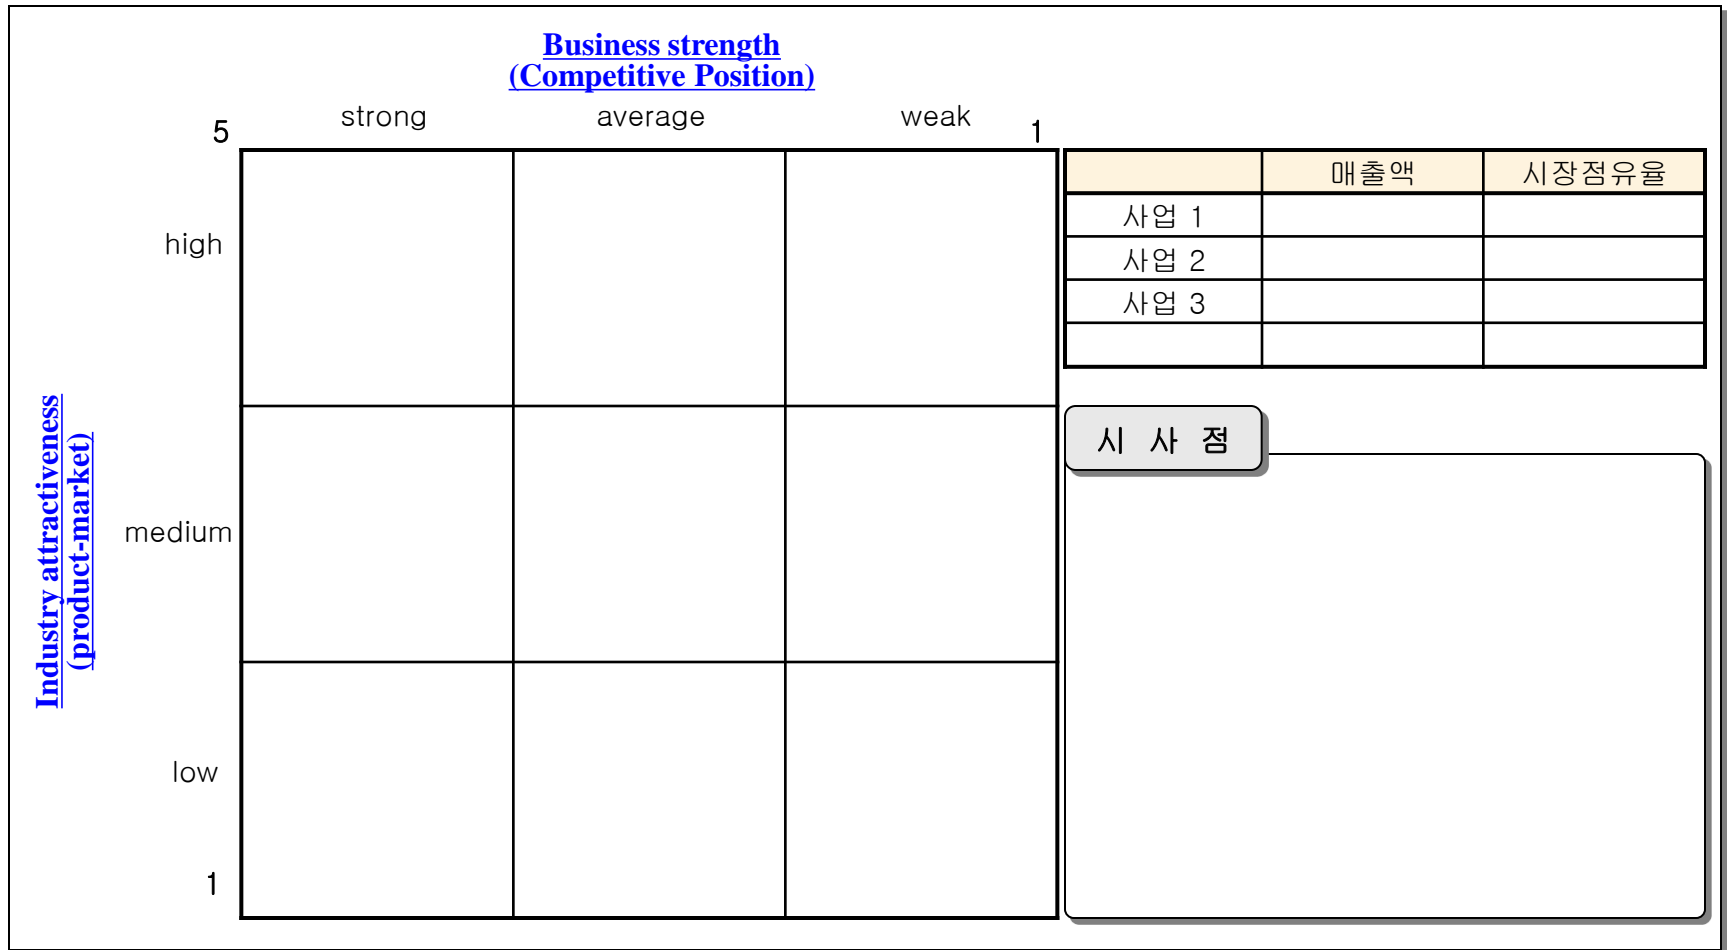 Business strength
(Competitive Position)
strong average weak
5 1
high
medium
low
1
Industry attractiveness
(product-market)
매출액 시장점유율
사업 1
사업 2
사업 3
시 사 점